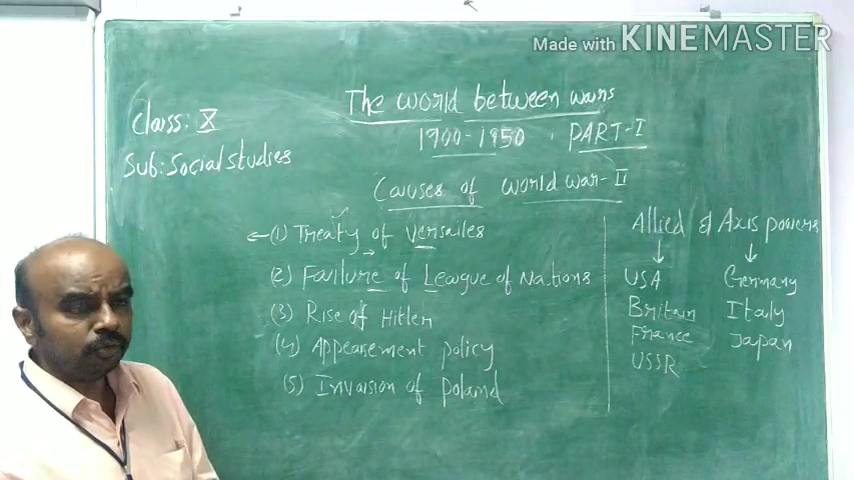 Made with KINEMASTER
The world between wars
Class: X
1900-1950 . PART-I
Sub: Social studies
Causes of world war-II
(1) Treaty of Versailes
(2) Failure of League of Nations
(3) Rise of Hitler
(4) Appeasement policy
(5) Invasion of poland
Allied & Axis powers
USA Germany
Britain Italy
France Japan
USSR